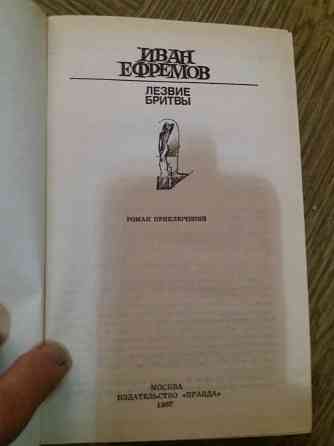 ИВАН
ЕФРЕМОВ
ЛЕЗВИЕ
БРИТВЫ
РОМАН ПРИКЛЮЧЕНИЙ
МОСКВА
ИЗДАТЕЛЬСТВО «ПРАВДА»